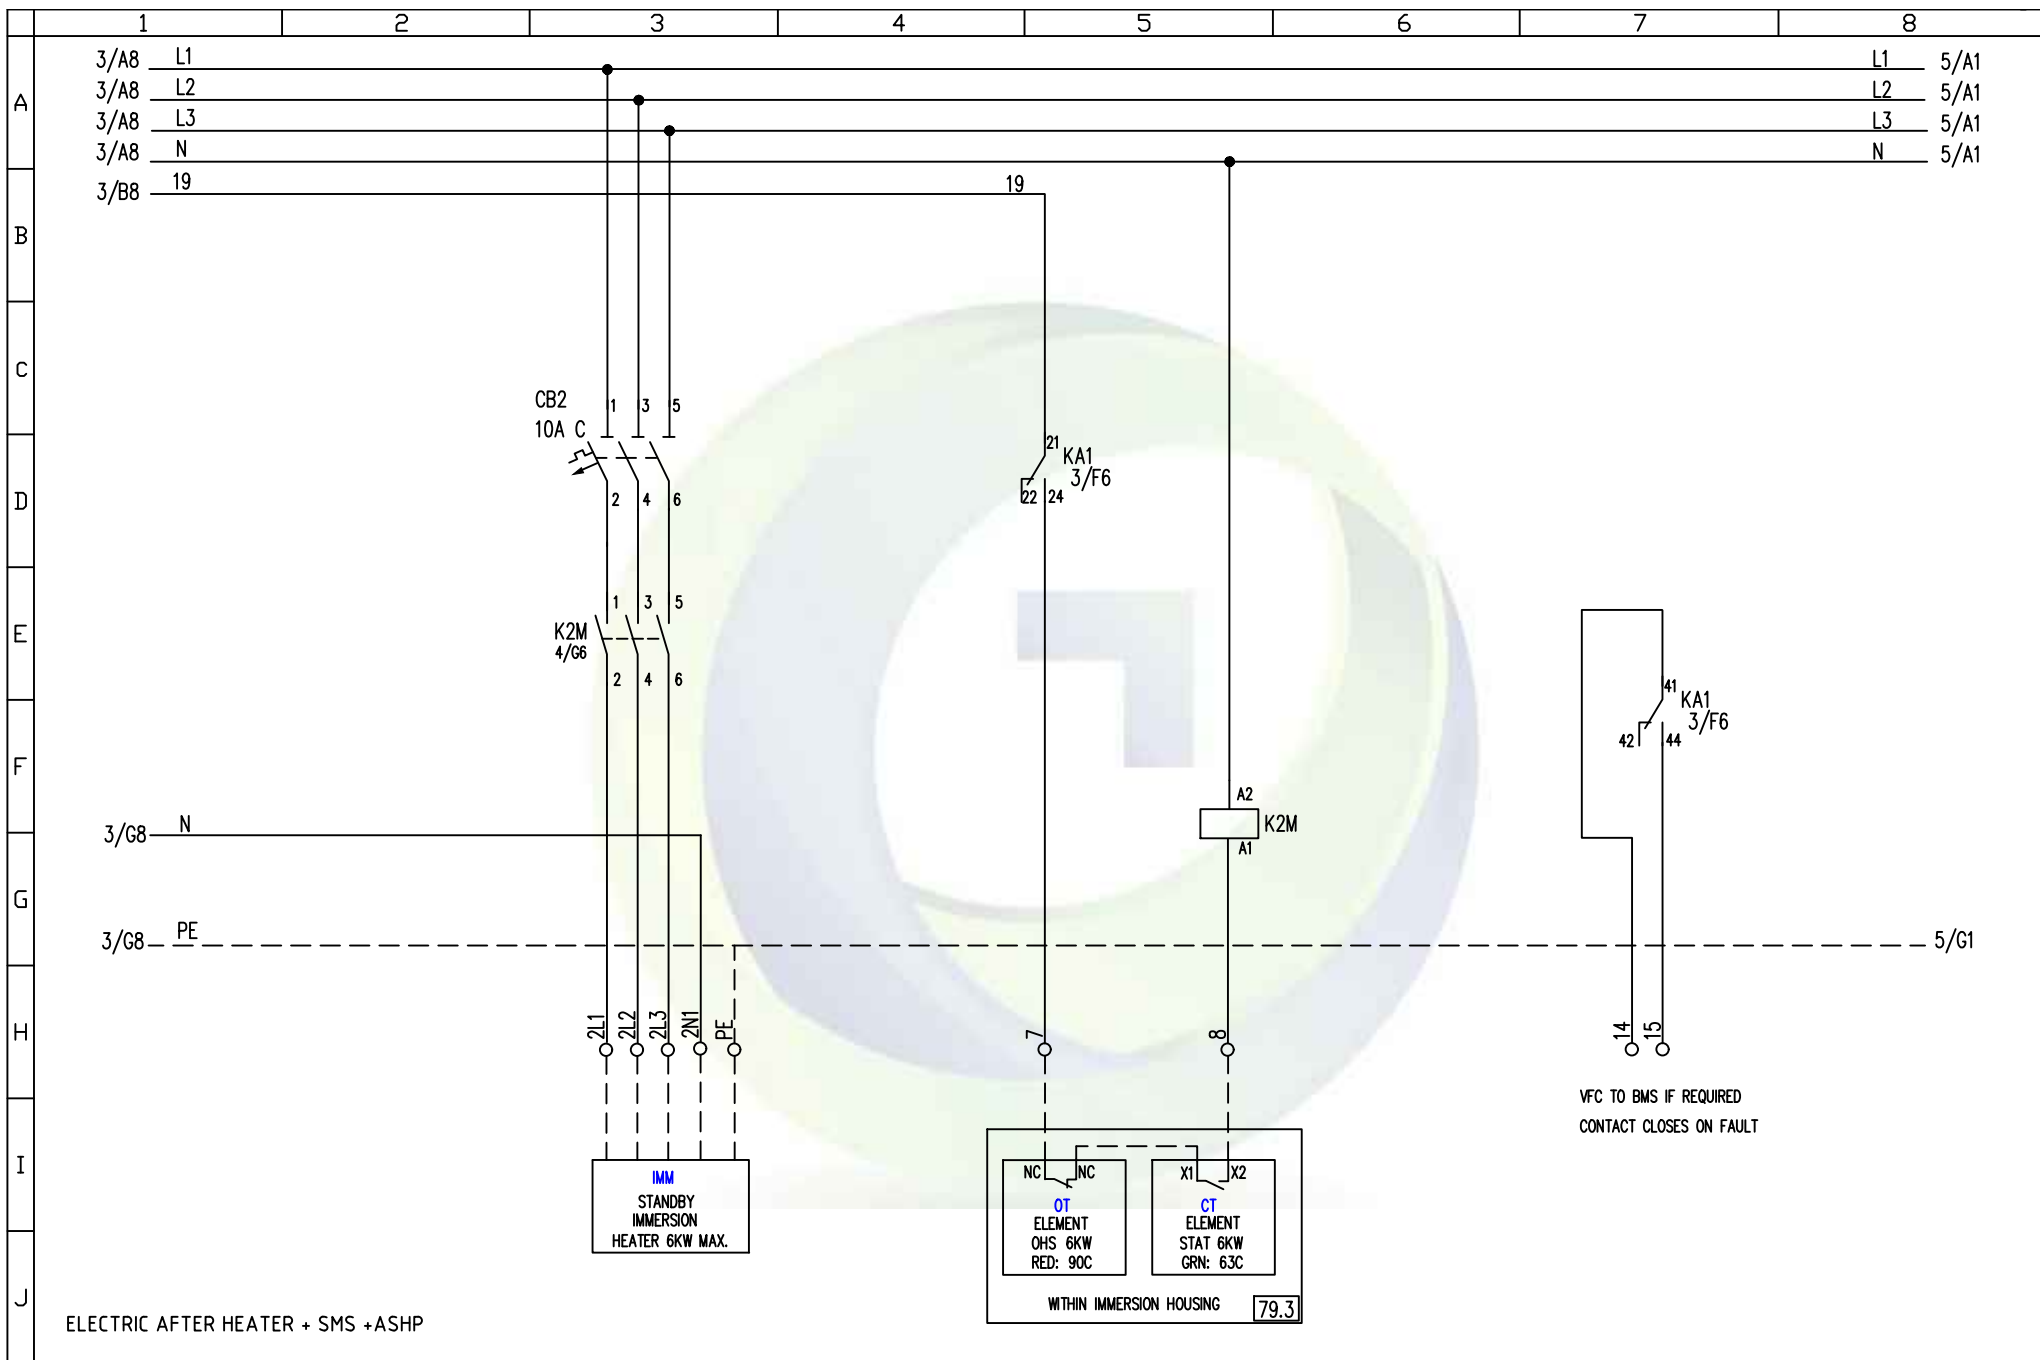 1 2 3 4 5 6 7 8
3/A8 L1 L1 5/A1
A
3/A8 L2 L2 5/A1
3/A8 L3 L3 5/A1
3/A8 N N 5/A1
3/B8 19 19
B
C
CB2 1 3 5
10A C
21 KA1
3/F6
D
2 4 6
22 24
1 3 5
E
K2M
4/G6
2 4 6
41 KA1
3/F6
42 44
F
A2
K2M
A1
3/G8 N
G
3/G8 PE 5/G1
H
2L1 2L2 2L3 2N1 PE 7 8 14 15
VFC TO BMS IF REQUIRED
CONTACT CLOSES ON FAULT
I
IMM
STANDBY
IMMERSION
HEATER 6KW MAX.
NC NC
OT
ELEMENT
OHS 6KW
RED: 90C
X1 X2
CT
ELEMENT
STAT 6KW
GRN: 63C
WITHIN IMMERSION HOUSING 79.3
J
ELECTRIC AFTER HEATER + SMS +ASHP